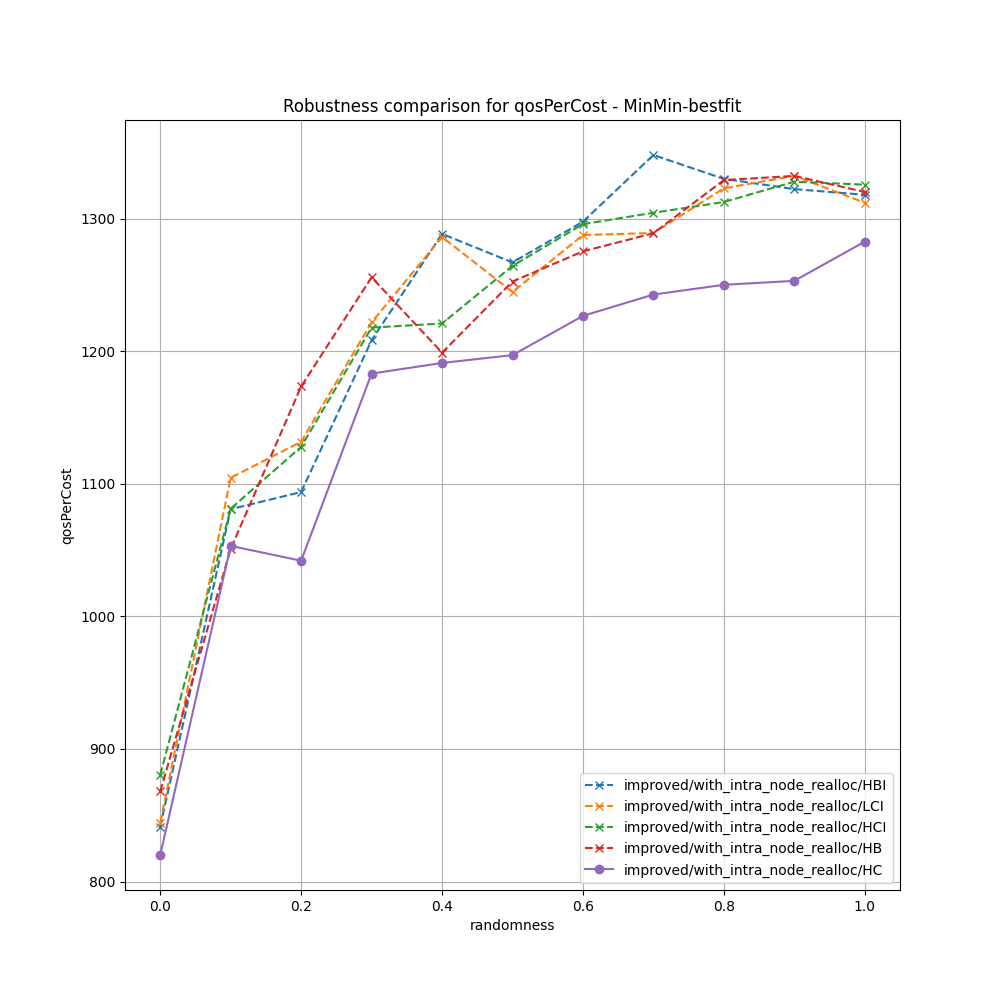 Robustness comparison for qosPerCost - MinMin-bestfit
1300
1200
1100
1000
900
800
qosPerCost
0.0 0.2 0.4 0.6 0.8 1.0
randomness
improved/with_intra_node_realloc/HBI
improved/with_intra_node_realloc/LCI
improved/with_intra_node_realloc/HCI
improved/with_intra_node_realloc/HB
improved/with_intra_node_realloc/HC